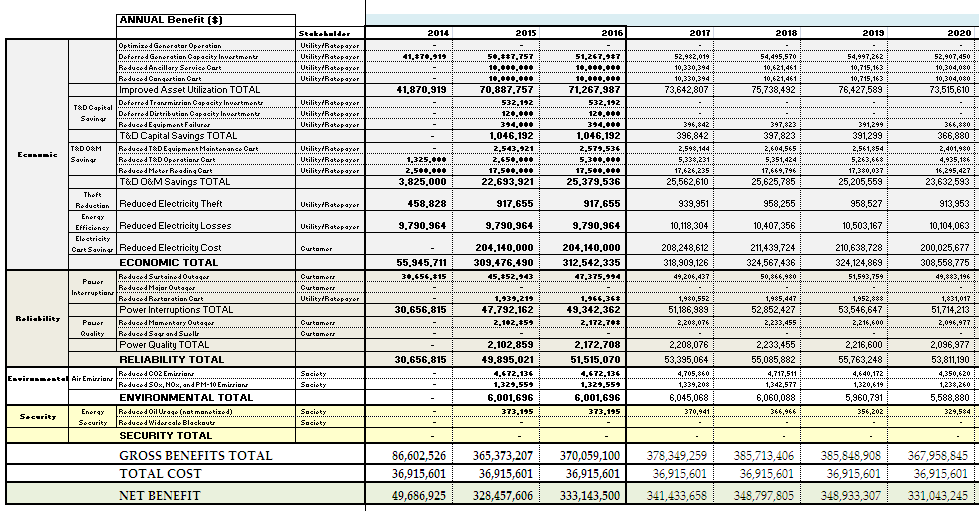 ANNUAL Benefit ($)
Stakeholder 2014 2015 2016 2017 2018 2019 2020
Optimized Generator Operation Utility/Ratepayer - - - - - - -
Deferred Generation Capacity Investments Utility/Ratepayer 41,870,919 50,887,757 51,267,987 52,982,019 54,495,570 54,997,262 52,907,450
Reduced Ancillary Service Cost Utility/Ratepayer - 10,000,000 10,000,000 10,330,394 10,621,461 10,715,163 10,304,080
Reduced Congestion Cost Utility/Ratepayer - 10,000,000 10,000,000 10,330,394 10,621,461 10,715,163 10,304,080
Improved Asset Utilization TOTAL 41,870,919 70,887,757 71,267,987 73,642,807 75,738,492 76,427,589 73,515,610
T&D Capital Savings
Deferred Transmission Capacity Investments Utility/Ratepayer - 532,192 532,192 - - - -
Deferred Distribution Capacity Investments Utility/Ratepayer - 120,000 120,000 - - - -
Reduced Equipment Failures Utility/Ratepayer - 394,000 394,000 396,842 397,823 391,299 366,880
T&D Capital Savings TOTAL - 1,046,192 1,046,192 396,842 397,823 391,299 366,880
Economic
T&D O&M Savings
Reduced T&D Equipment Maintenance Cost Utility/Ratepayer - 2,543,921 2,579,536 2,598,144 2,604,565 2,561,854 2,401,980
Reduced T&D Operations Cost Utility/Ratepayer 1,325,000 2,650,000 5,300,000 5,338,231 5,351,424 5,263,668 4,935,186
Reduced Meter Reading Cost Utility/Ratepayer 2,500,000 17,500,000 17,500,000 17,626,235 17,669,796 17,380,037 16,295,427
T&D O&M Savings TOTAL 3,825,000 22,693,921 25,379,536 25,562,610 25,625,785 25,205,559 23,632,593
Theft Reduction Reduced Electricity Theft Utility/Ratepayer 458,828 917,655 917,655 939,951 958,255 958,527 913,953
Energy Efficiency Reduced Electricity Losses Utility/Ratepayer 9,790,964 9,790,964 9,790,964 10,118,304 10,407,356 10,503,167 10,104,063
Electricity Cost Savings Reduced Electricity Cost Customer - 204,140,000 204,140,000 208,248,612 211,439,724 210,638,728 200,025,677
ECONOMIC TOTAL 55,945,711 309,476,490 312,542,335 318,909,126 324,567,436 324,124,869 308,558,775
Power Interruptions
Reduced Sustained Outages Customers 30,656,815 45,852,943 47,375,994 49,206,437 50,866,980 51,593,759 49,883,196
Reduced Major Outages Customers - - - - - - -
Reduced Restoration Cost Utility/Ratepayer - 1,939,219 1,966,368 1,980,552 1,985,447 1,952,888 1,831,017
Power Interruptions TOTAL 30,656,815 47,792,162 49,342,362 51,186,989 52,852,427 53,546,647 51,714,213
Reliability
Power Quality
Reduced Momentary Outages Customers - 2,102,859 2,172,708 2,208,076 2,233,455 2,216,600 2,096,977
Reduced Sags and Swells Customers - - - - - - -
Power Quality TOTAL - 2,102,859 2,172,708 2,208,076 2,233,455 2,216,600 2,096,977
RELIABILITY TOTAL 30,656,815 49,895,021 51,515,070 53,395,064 55,085,882 55,763,248 53,811,190
Environmental Air Emissions
Reduced CO2 Emissions Society - 4,672,136 4,672,136 4,705,860 4,717,511 4,640,172 4,350,620
Reduced SOx, NOx, and PM-10 Emissions Society - 1,329,559 1,329,559 1,339,208 1,342,577 1,320,619 1,238,260
ENVIRONMENTAL TOTAL - 6,001,696 6,001,696 6,045,068 6,060,088 5,960,791 5,588,880
Security
Energy Security
Reduced Oil Usage (not monetized) Society - 373,195 373,195 370,941 366,966 356,202 329,584
Reduced Widescale Blackouts Society - - - - - - -
SECURITY TOTAL - - - - - - -
GROSS BENEFITS TOTAL 86,602,526 365,373,207 370,059,100 378,349,259 385,713,406 385,848,908 367,958,845
TOTAL COST 36,915,601 36,915,601 36,915,601 36,915,601 36,915,601 36,915,601 36,915,601
NET BENEFIT 49,686,925 328,457,606 333,143,500 341,433,658 348,797,805 348,933,307 331,043,245